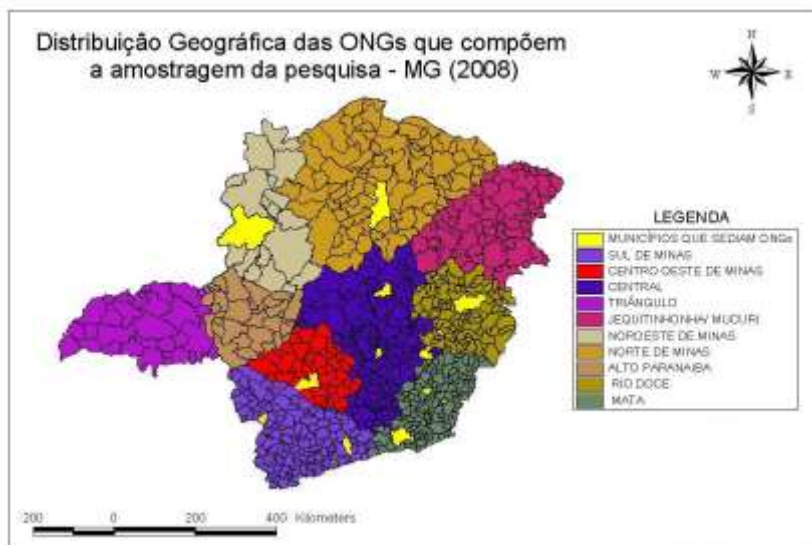 Distribuição Geográfica das ONGs que compõem
a amostragem da pesquisa - MG (2008)
N
W
E
S
LEGENDA
MUNICÍPIOS QUE SEDIAM ONGs
SUL DE MINAS
CENTRO OESTE DE MINAS
CENTRAL
TRIÂNGULO
JEQUITINHONHA/ MUCURI
NOROESTE DE MINAS
NORTE DE MINAS
ALTO PARANAIBA
RIO DOCE
MATA
200 0 200 400 Kilometers